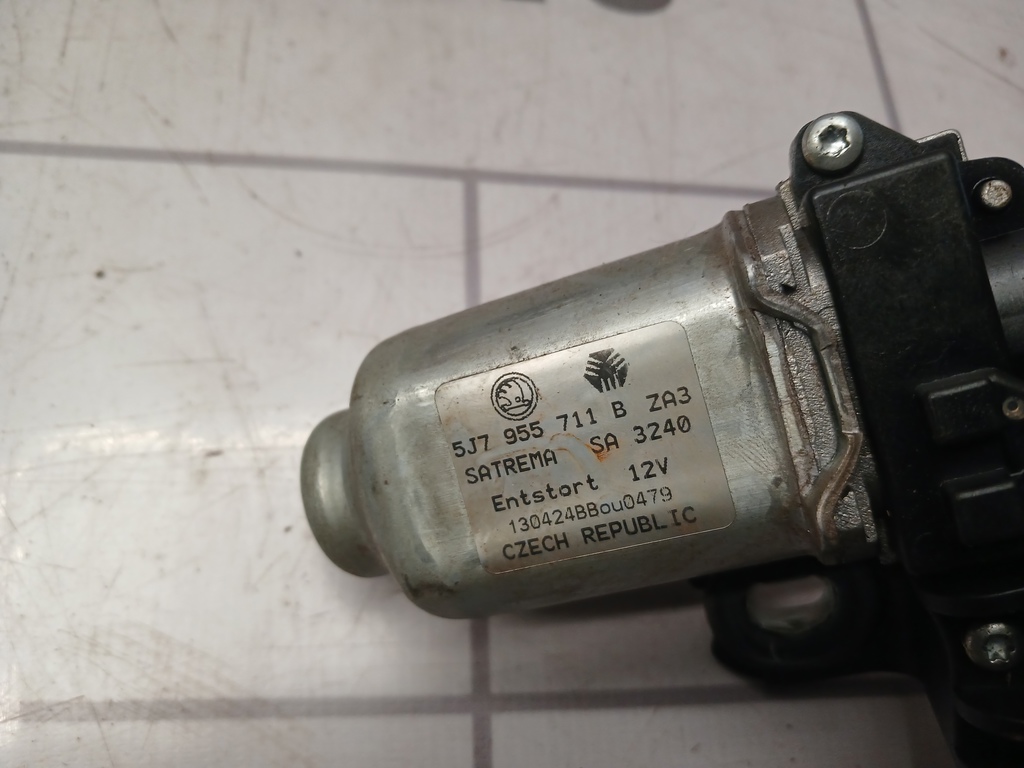 5J7 955 711 B ZA3
SATREMA SA 3240
Entstort 12V
130424BBou0479
CZECH REPUBLIC